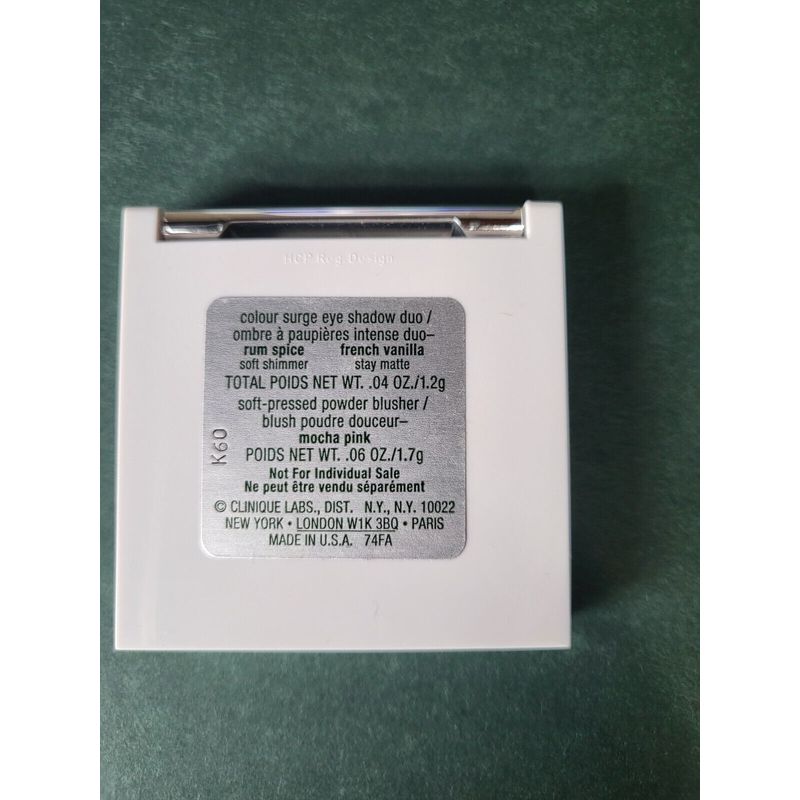 HCP Reg. Design
colour surge eye shadow duo /
ombre à paupières intense duo–
rum spice french vanilla
soft shimmer stay matte
TOTAL POIDS NET WT. .04 OZ./1.2g
soft-pressed powder blusher /
blush poudre douceur–
mocha pink
POIDS NET WT. .06 OZ./1.7g
Not For Individual Sale
Ne peut être vendu séparément
© CLINIQUE LABS., DIST. N.Y., N.Y. 10022
NEW YORK • LONDON W1K 3BQ • PARIS
MADE IN U.S.A. 74FA
K60